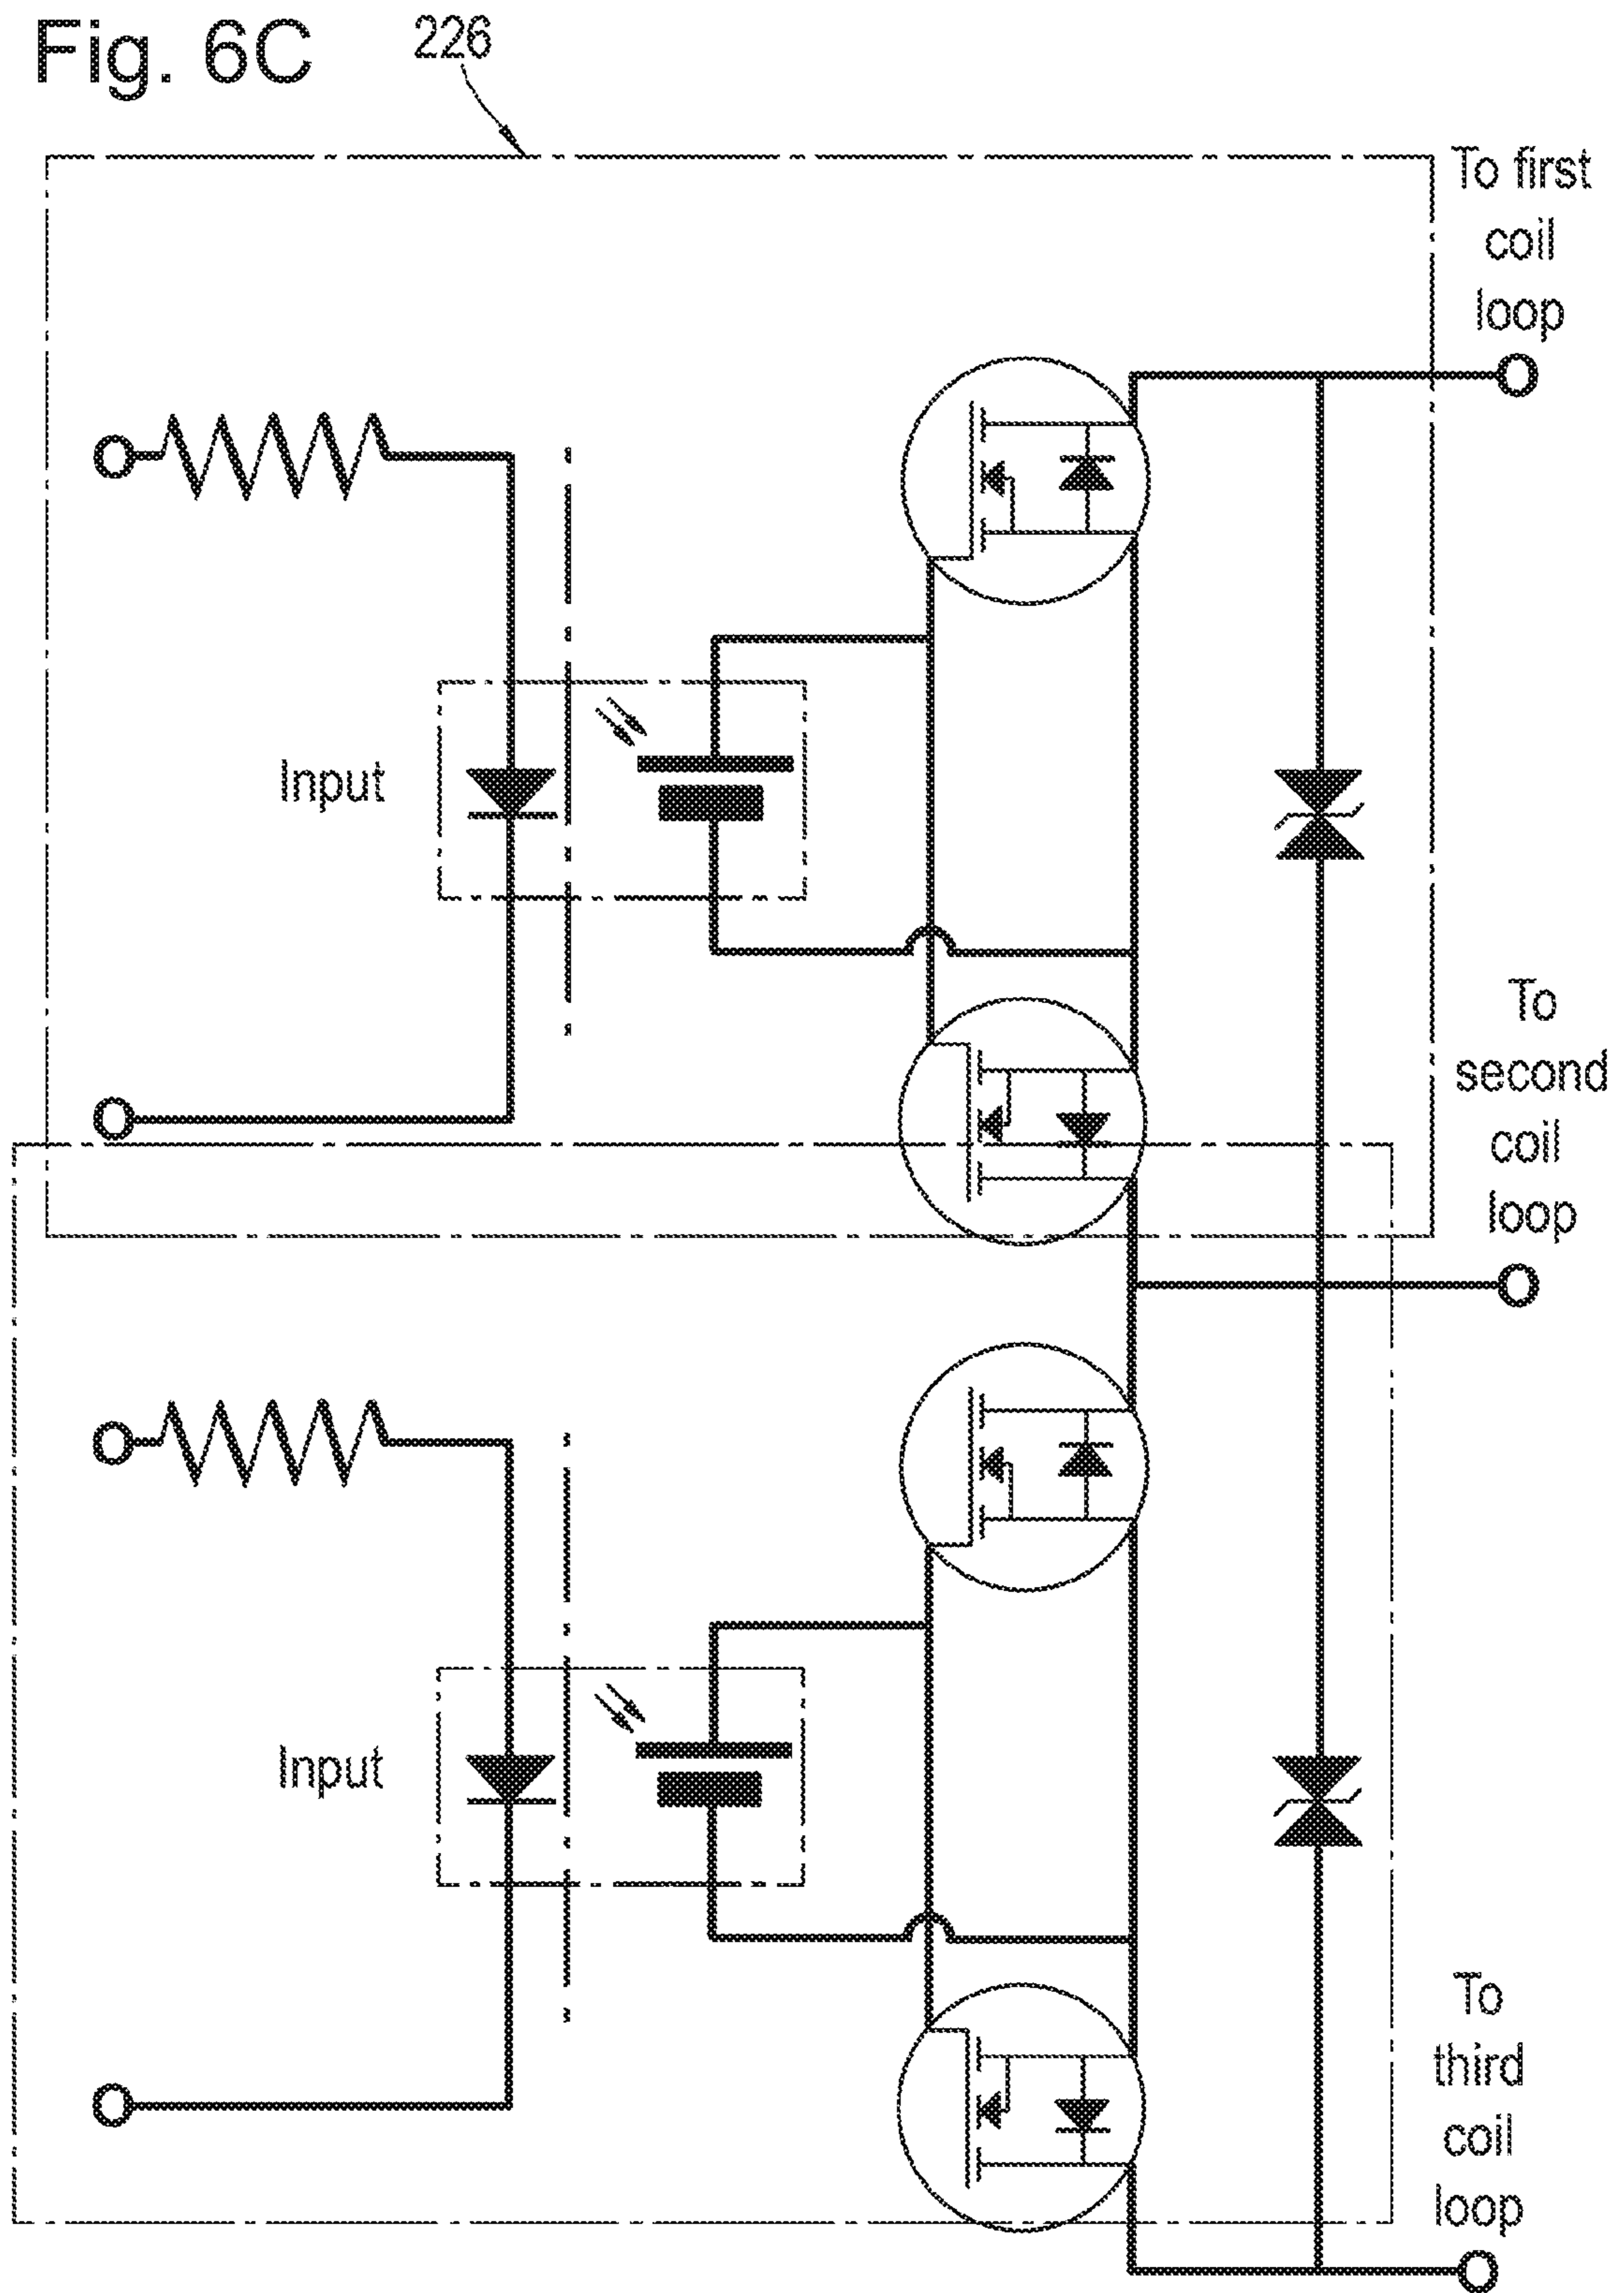 Fig. 6C
226
To first
coil
loop
Input
To
second
coil
loop
Input
To
third
coil
loop